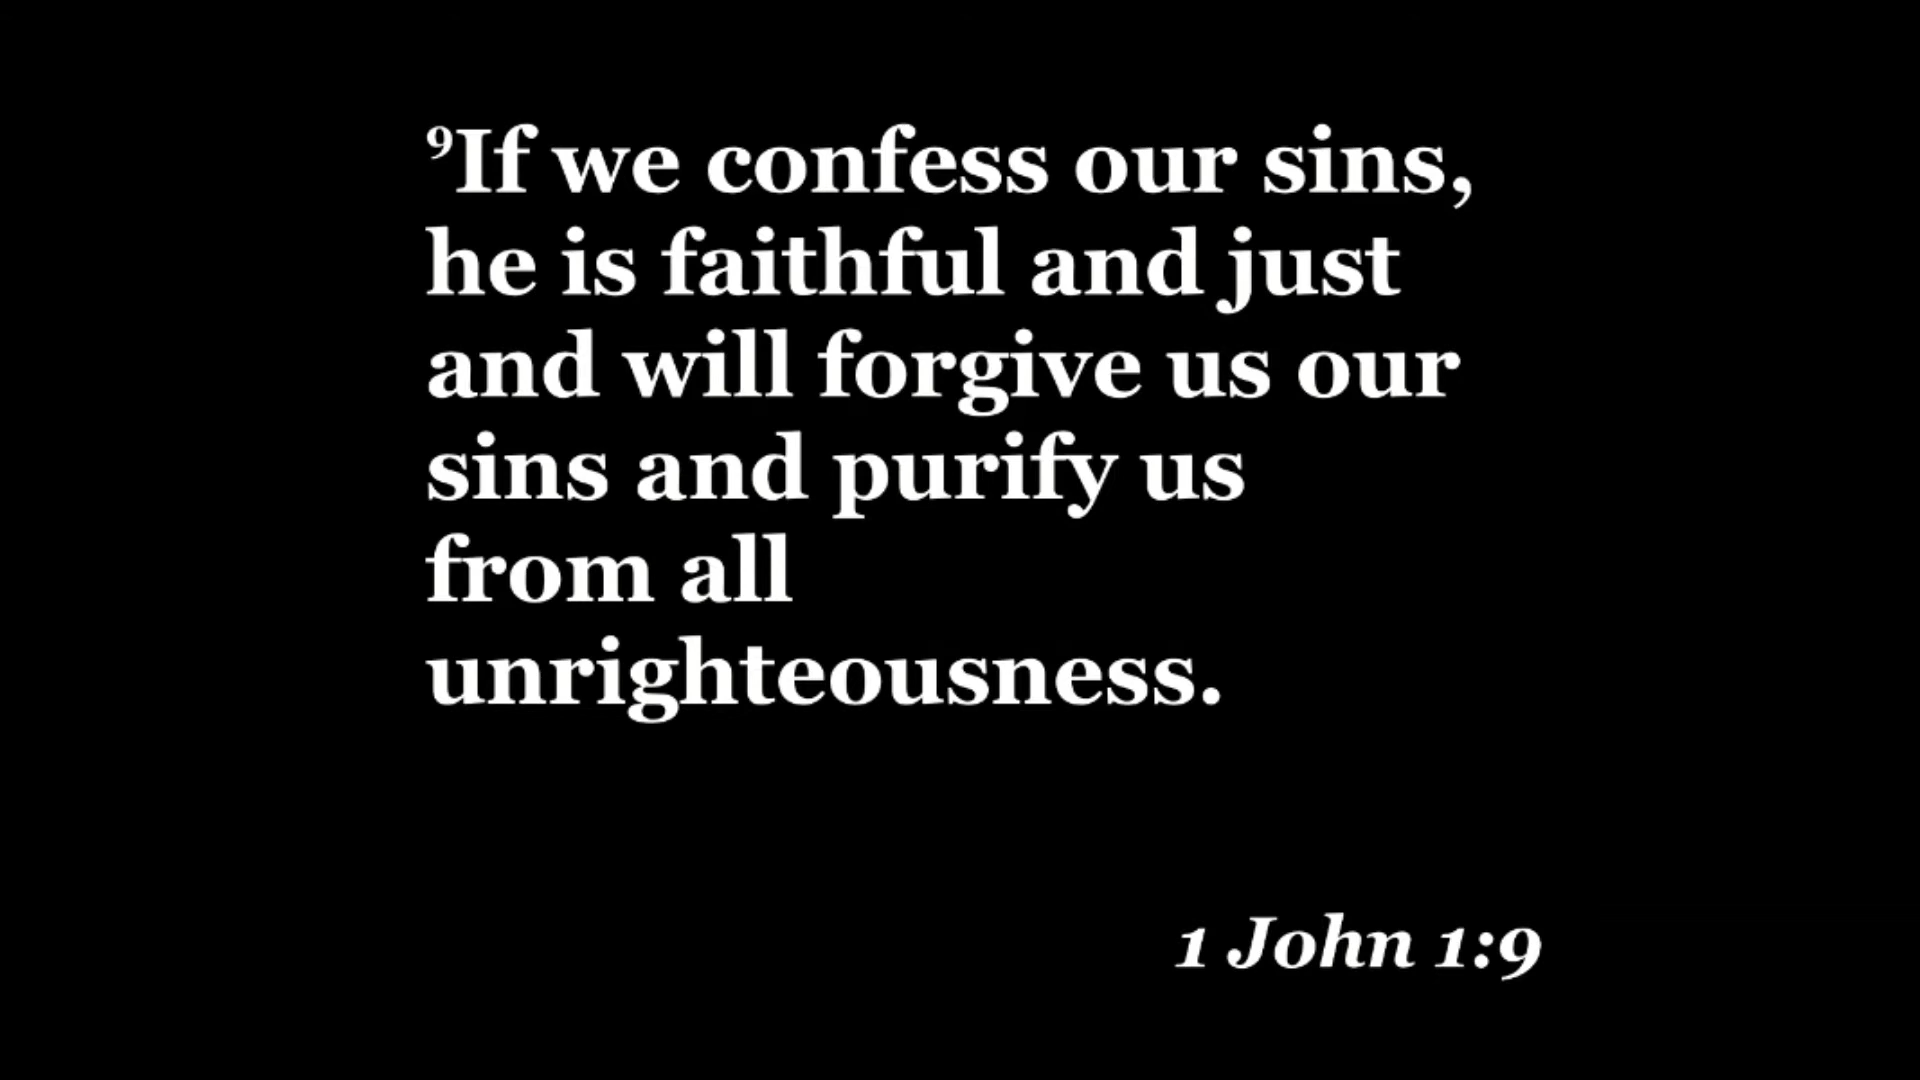 ⁹If we confess our sins,
he is faithful and just
and will forgive us our
sins and purify us
from all
unrighteousness.
1 John 1:9